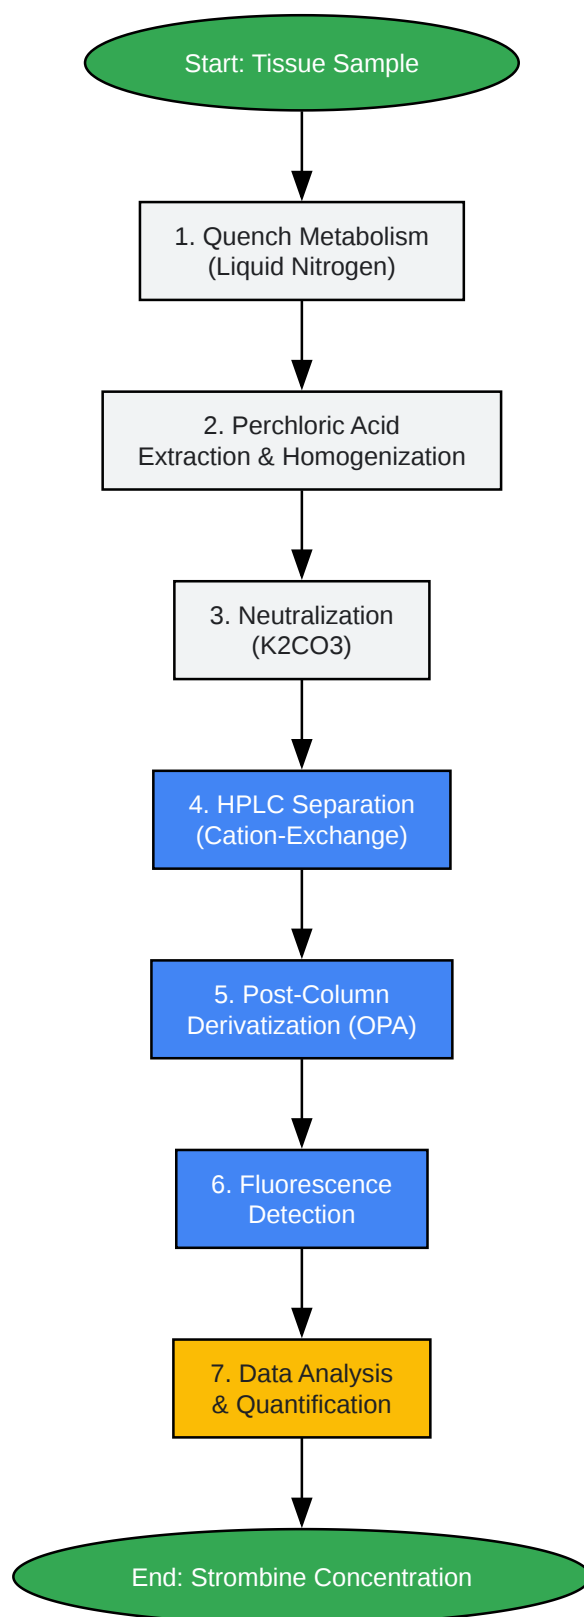 Start: Tissue Sample
1. Quench Metabolism
(Liquid Nitrogen)
2. Perchloric Acid
Extraction & Homogenization
3. Neutralization
(K2CO3)
4. HPLC Separation
(Cation-Exchange)
5. Post-Column
Derivatization (OPA)
6. Fluorescence
Detection
7. Data Analysis
& Quantification
End: Strombine Concentration